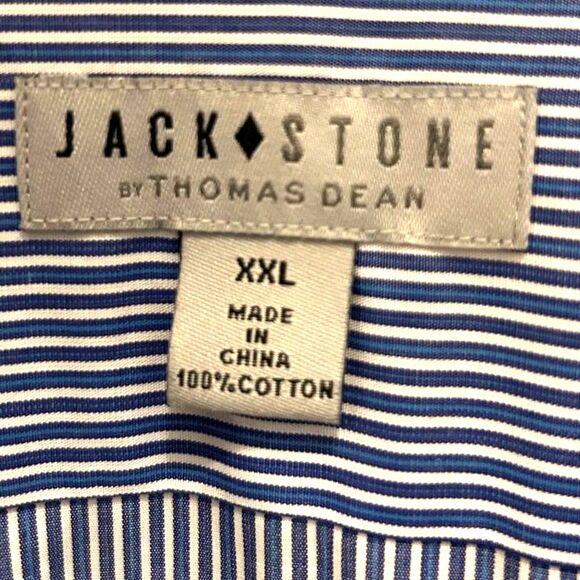 JACK♦STONE
BY THOMAS DEAN
XXL
MADE
IN
CHINA
100% COTTON